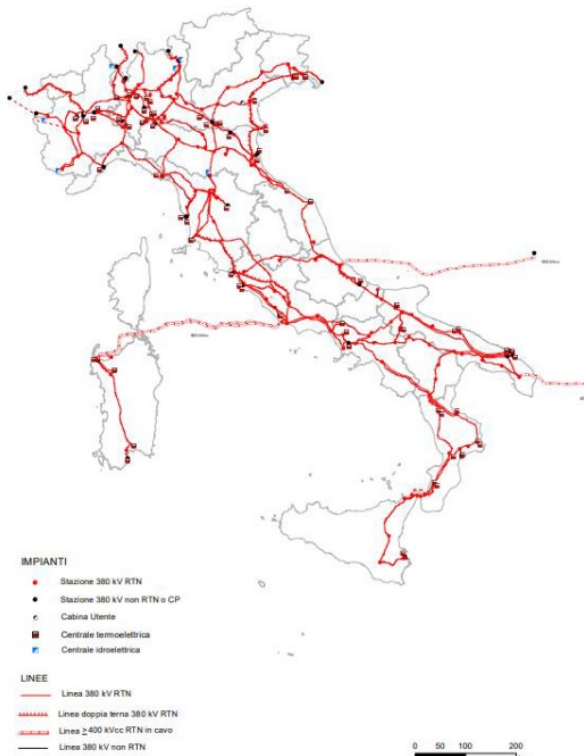 IMPIANTI
Stazione 380 kV RTN
Stazione 380 kV non RTN o CP
Cabina Utente
Centrale termoelettrica
Centrale idroelettrica
LINEE
Linea 380 kV RTN
Linea doppia terna 380 kV RTN
Linea ≥400 kVcc RTN in cavo
Linea 380 kV non RTN
0 50 100 200